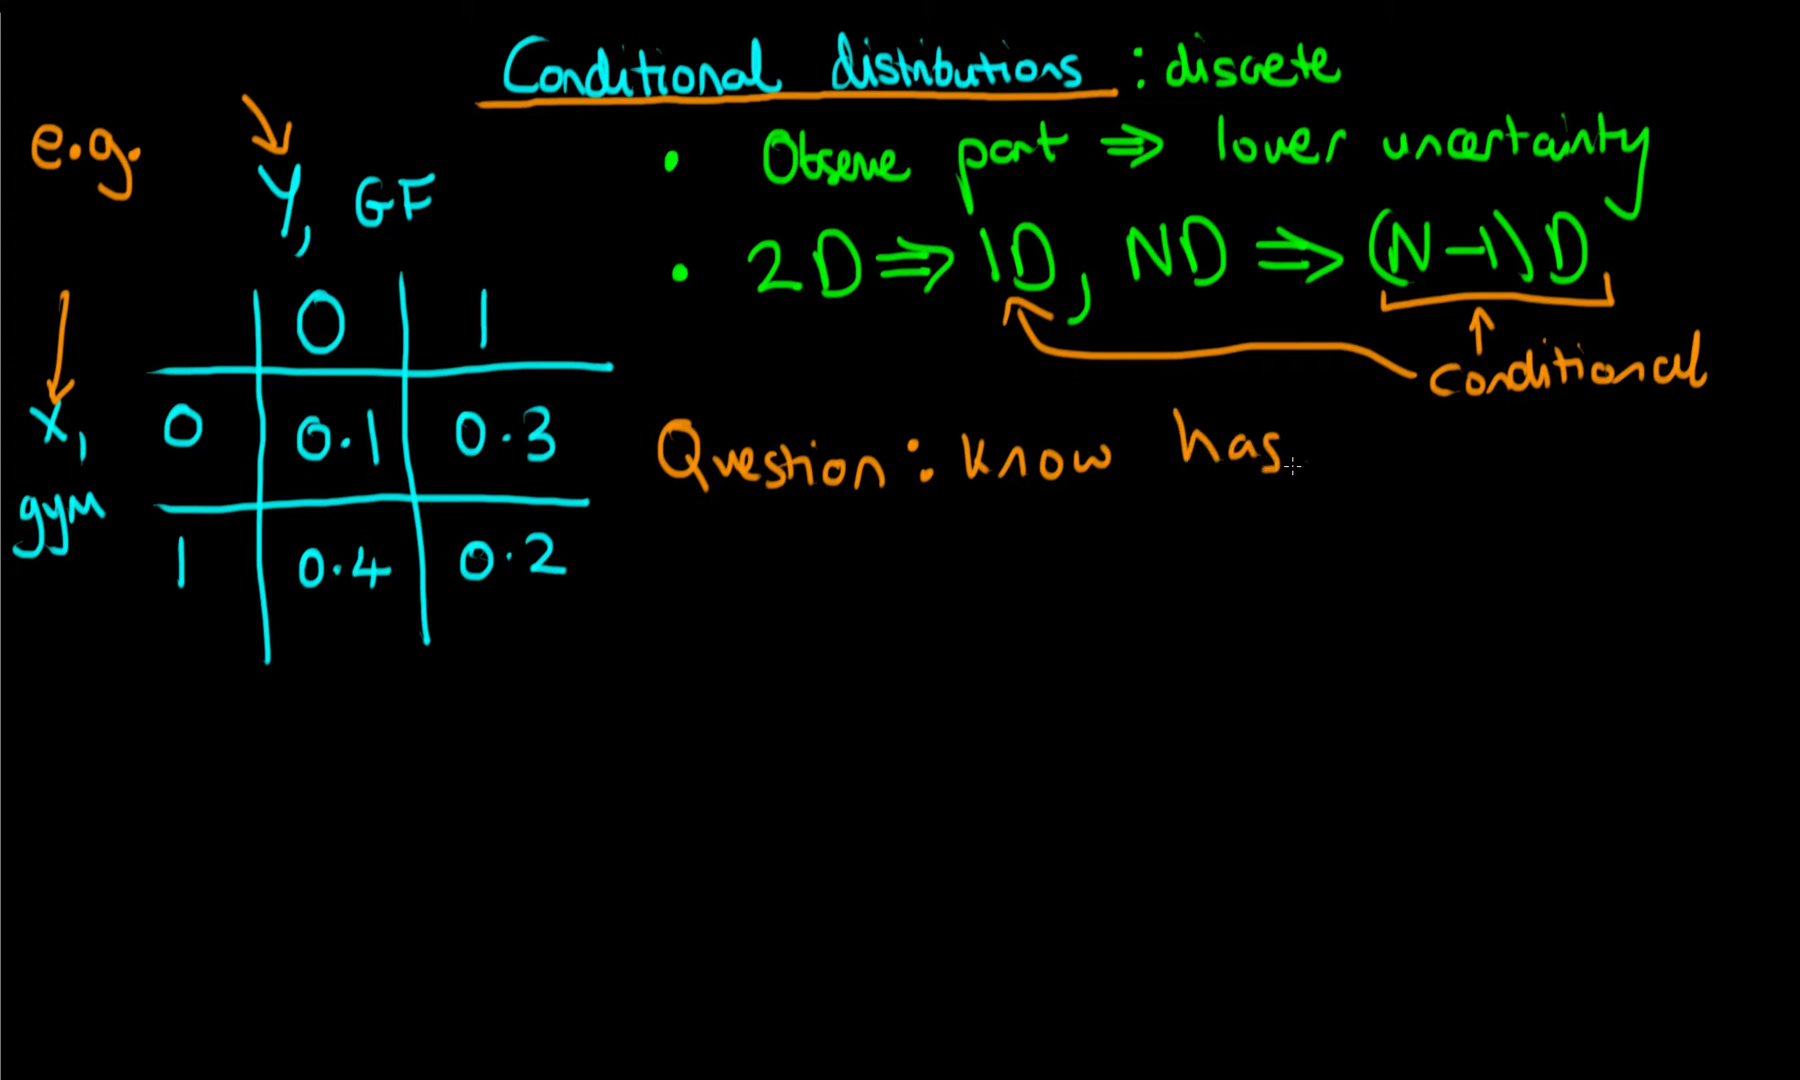 Conditional distributions : discrete
e.g.
• Observe part ⇒ lower uncertainty
Y, GF
• 2D ⇒ 1D, ND ⇒ (N-1)D
0 1
conditional
X, 0 0.1 0.3
Question: know has
gym
1 0.4 0.2